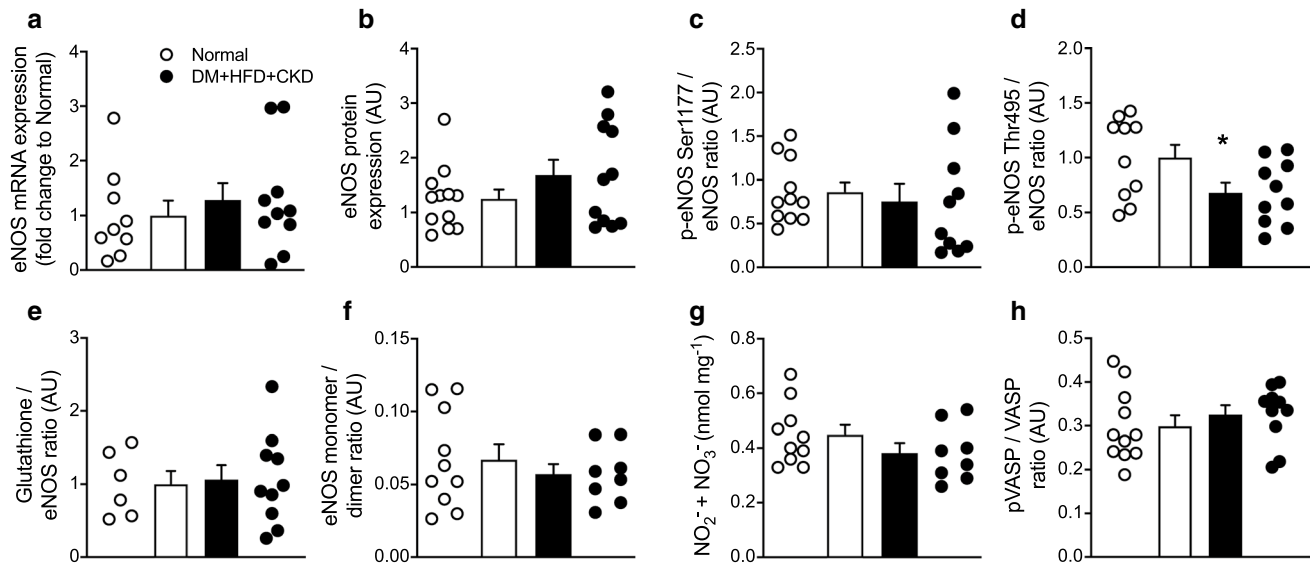 a
eNOS mRNA expression
(fold change to Normal)
4
3
2
1
0
Normal
DM+HFD+CKD
b
eNOS protein
expression (AU)
4
3
2
1
0
c
p-eNOS Ser1177 /
eNOS ratio (AU)
2.5
2.0
1.5
1.0
0.5
0.0
d
p-eNOS Thr495 /
eNOS ratio (AU)
2.0
1.5
1.0
0.5
0.0
*
e
Glutathione /
eNOS ratio (AU)
3
2
1
0
f
eNOS monomer /
dimer ratio (AU)
0.15
0.10
0.05
0.00
g
NO₂⁻ + NO₃⁻ (nmol mg⁻¹)
0.8
0.6
0.4
0.2
0.0
h
pVASP / VASP
ratio (AU)
0.5
0.4
0.3
0.2
0.1
0.0